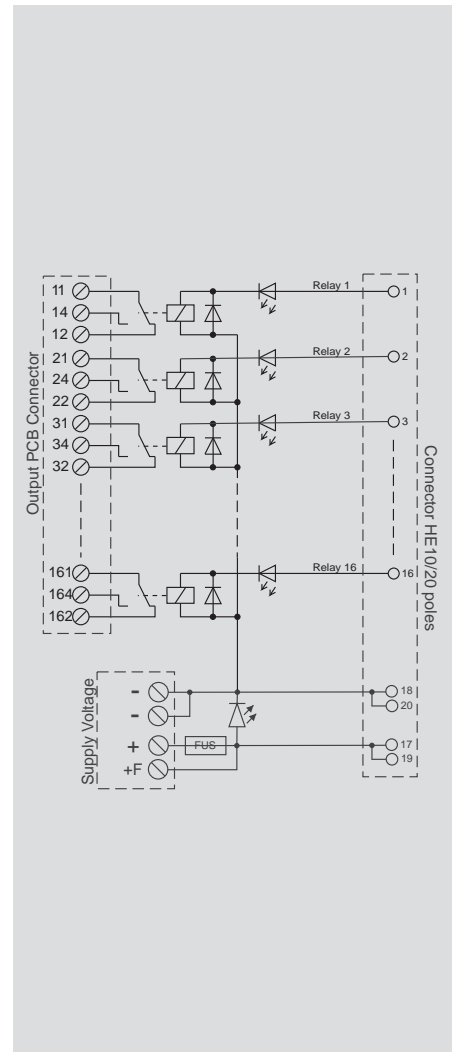 Output PCB Connector
11
14
12
21
24
22
31
34
32
161
164
162
Relay 1
Relay 2
Relay 3
Relay 16
1
2
3
16
18
20
17
19
Connector HE10/20 poles
Supply Voltage
-
-
+
+F
FUS